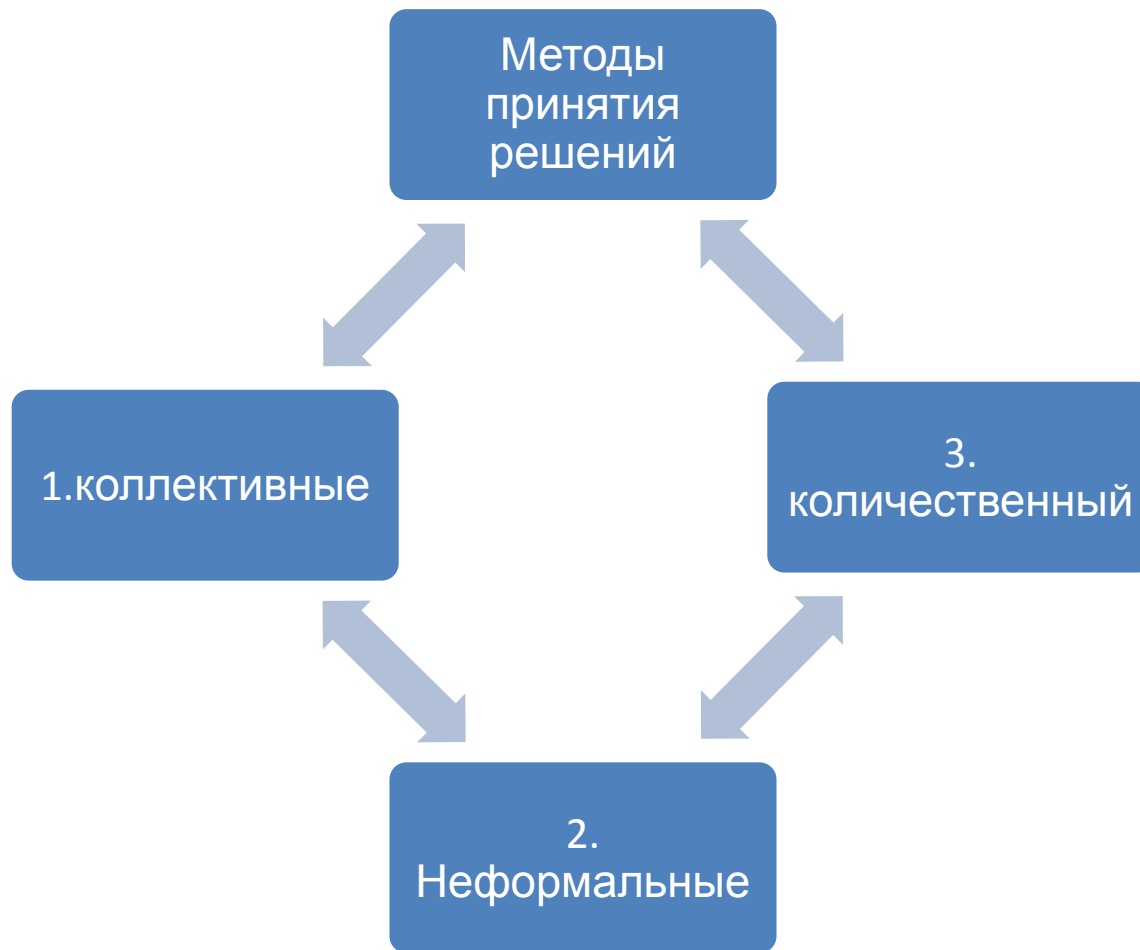 Методы
принятия
решений
1.коллективные
3.
количественный
2.
Неформальные